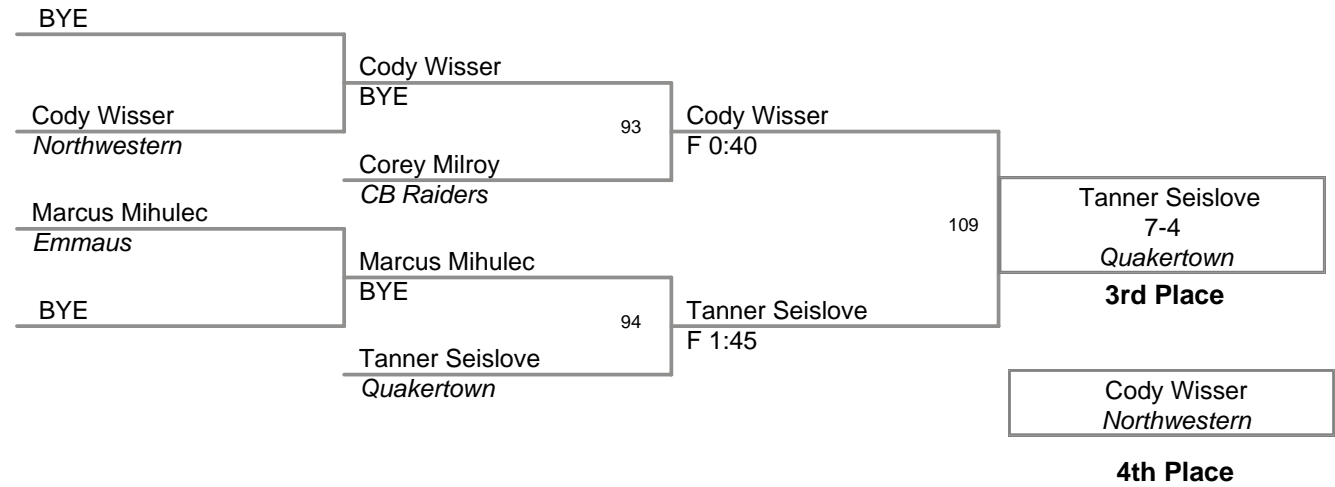 BYE
Cody Wisser
BYE
Cody Wisser
Northwestern
93
Cody Wisser
F 0:40
Corey Milroy
CB Raiders
Marcus Mihulec
Emmaus
109
Tanner Seislove
7-4
Quakertown
3rd Place
Marcus Mihulec
BYE
BYE
94
Tanner Seislove
F 1:45
Tanner Seislove
Quakertown
Cody Wisser
Northwestern
4th Place